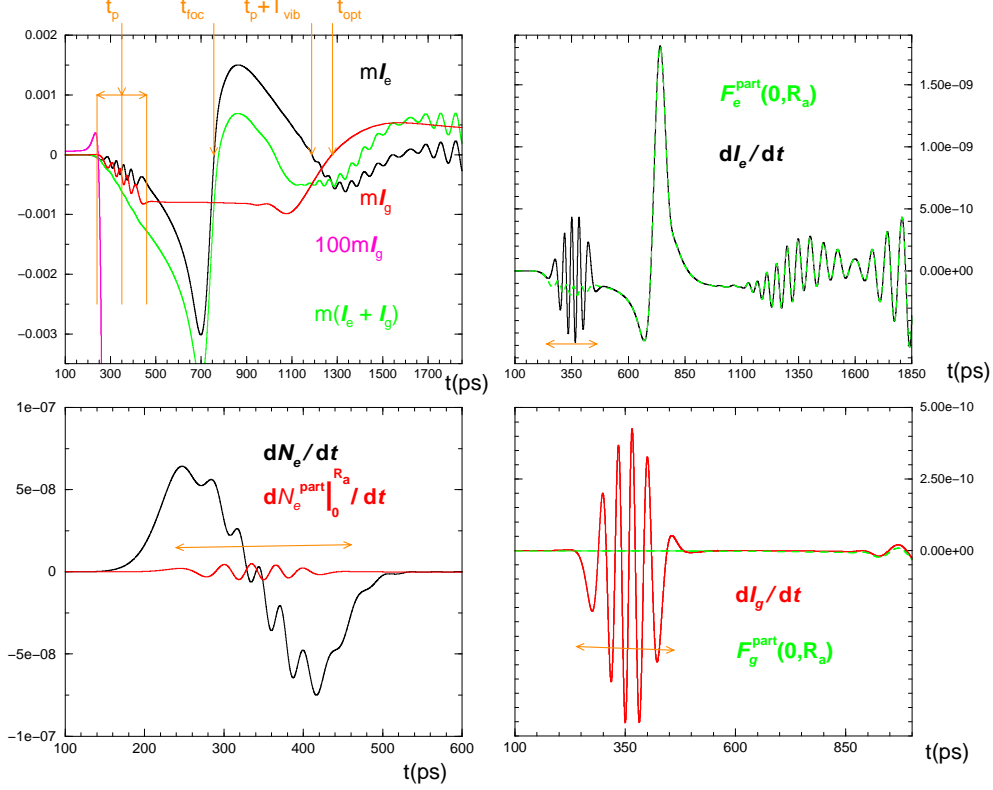 t_p t_foc t_p+T_vib t_opt
0.002
0.001
0
−0.001
−0.002
−0.003
mI_e
mI_g
100mI_g
m(I_e + I_g)
100 400 700 1000 1300 1700
t(ps)
F_e^part(0,R_a)
dI_e/dt
1.50e−09
1.00e−09
5.00e−10
0.00e+00
100 350 600 850 1100 1350 1600 1850
t(ps)
1e−07
5e−08
0
−5e−08
−1e−07
dN_e/dt
dN_e^part|_0^R_a/dt
100 200 300 400 500 600
t(ps)
5.00e−10
2.50e−10
0.00e+00
dI_g/dt
F_g^part(0,R_a)
100 350 600 850
t(ps)